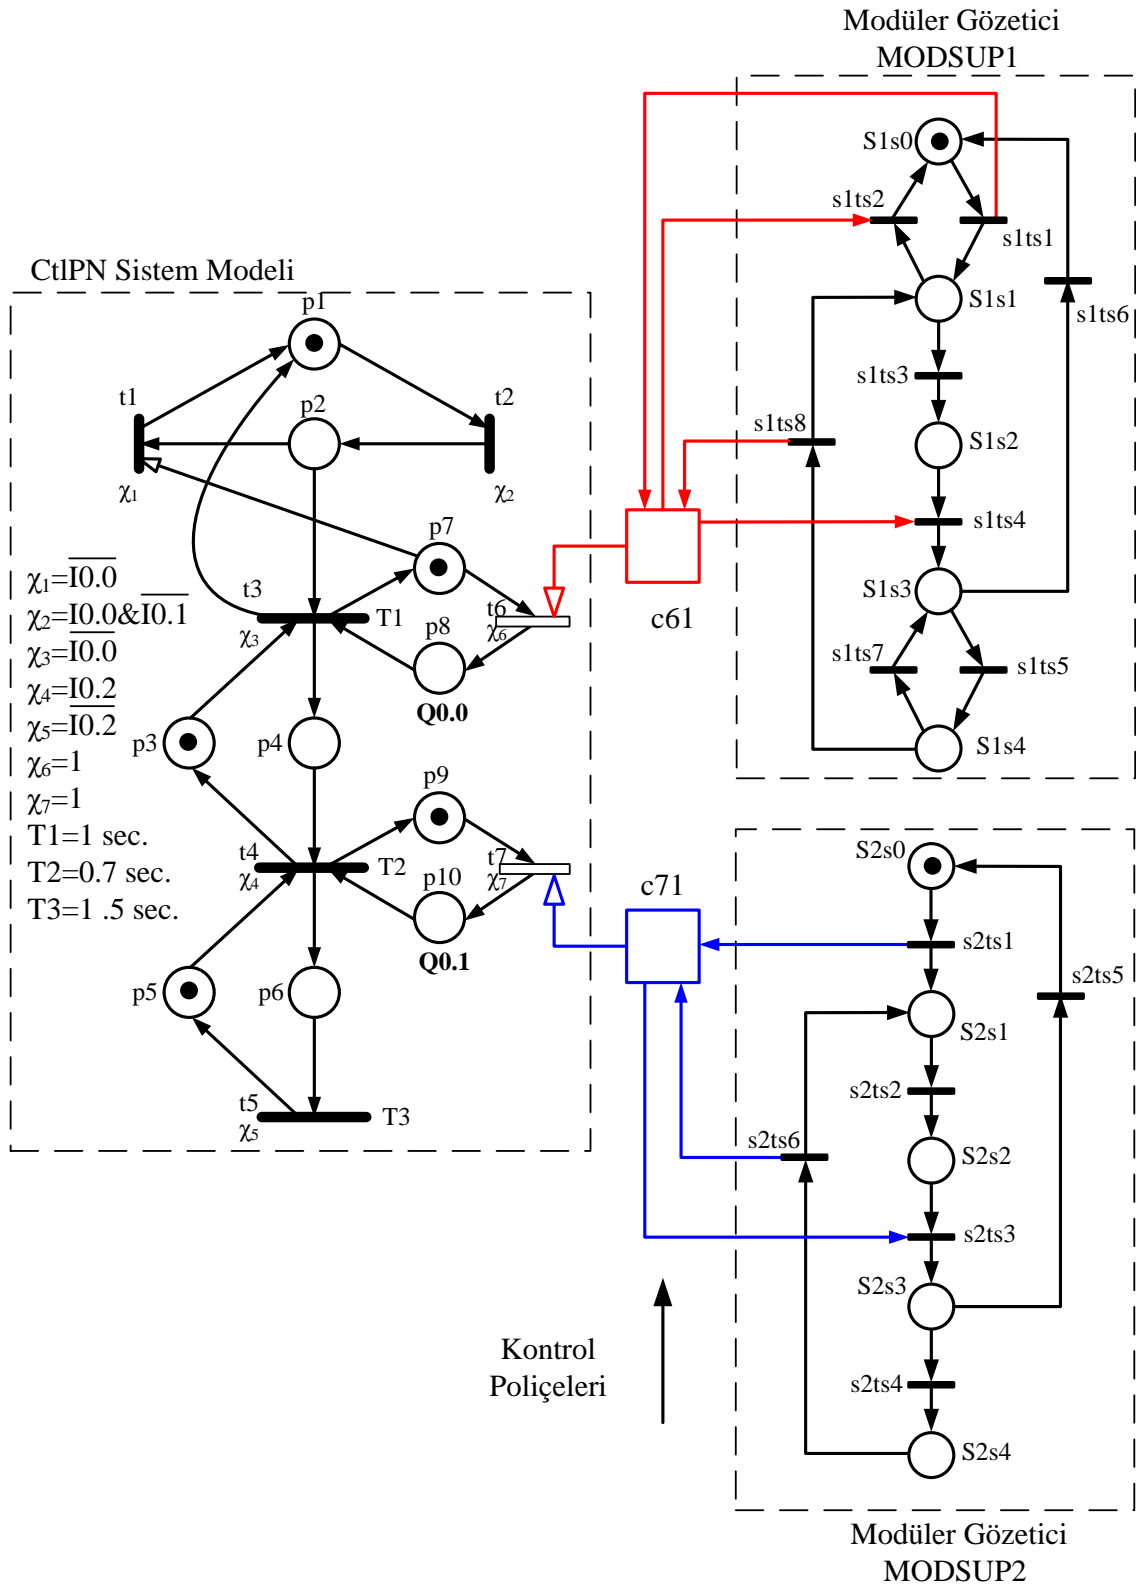 Modüler Gözetici
MODSUP1
S1s0
s1ts2
s1ts1
CtlPN Sistem Modeli
S1s1
s1ts6
p1
s1ts3
t1
t2
p2
s1ts8
S1s2
χ1
χ2
p7
s1ts4
χ1=I0.0
χ2=I0.0&I0.1
χ3=I0.0
χ4=I0.2
χ5=I0.2
χ6=1
χ7=1
T1=1 sec.
T2=0.7 sec.
T3=1 .5 sec.
t3
χ3
T1
t6
χ6
p8
c61
S1s3
s1ts7
s1ts5
Q0.0
p3
p4
S1s4
p9
t4
χ4
T2
t7
χ7
p10
c71
S2s0
Q0.1
s2ts1
p5
p6
s2ts5
S2s1
s2ts2
t5
χ5
T3
s2ts6
S2s2
s2ts3
S2s3
Kontrol
Poliçeleri
s2ts4
S2s4
Modüler Gözetici
MODSUP2